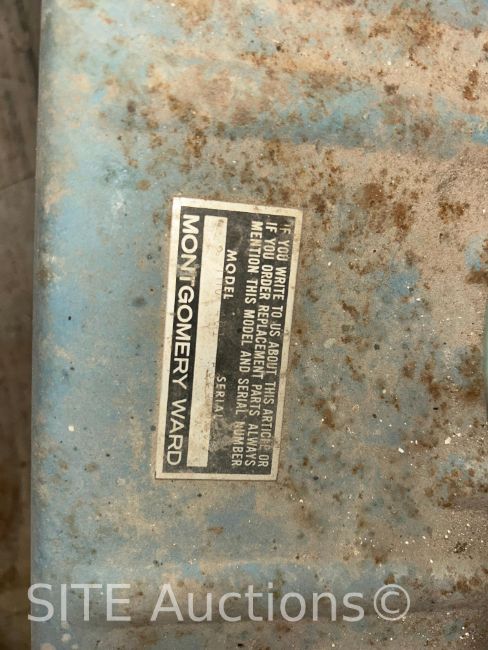 IF YOU WRITE TO US ABOUT THIS ARTICLE OR
IF YOU ORDER REPLACEMENT PARTS ALWAYS
MENTION THIS MODEL AND SERIAL NUMBER
MODEL SERIAL
MONTGOMERY WARD
SITE Auctions©